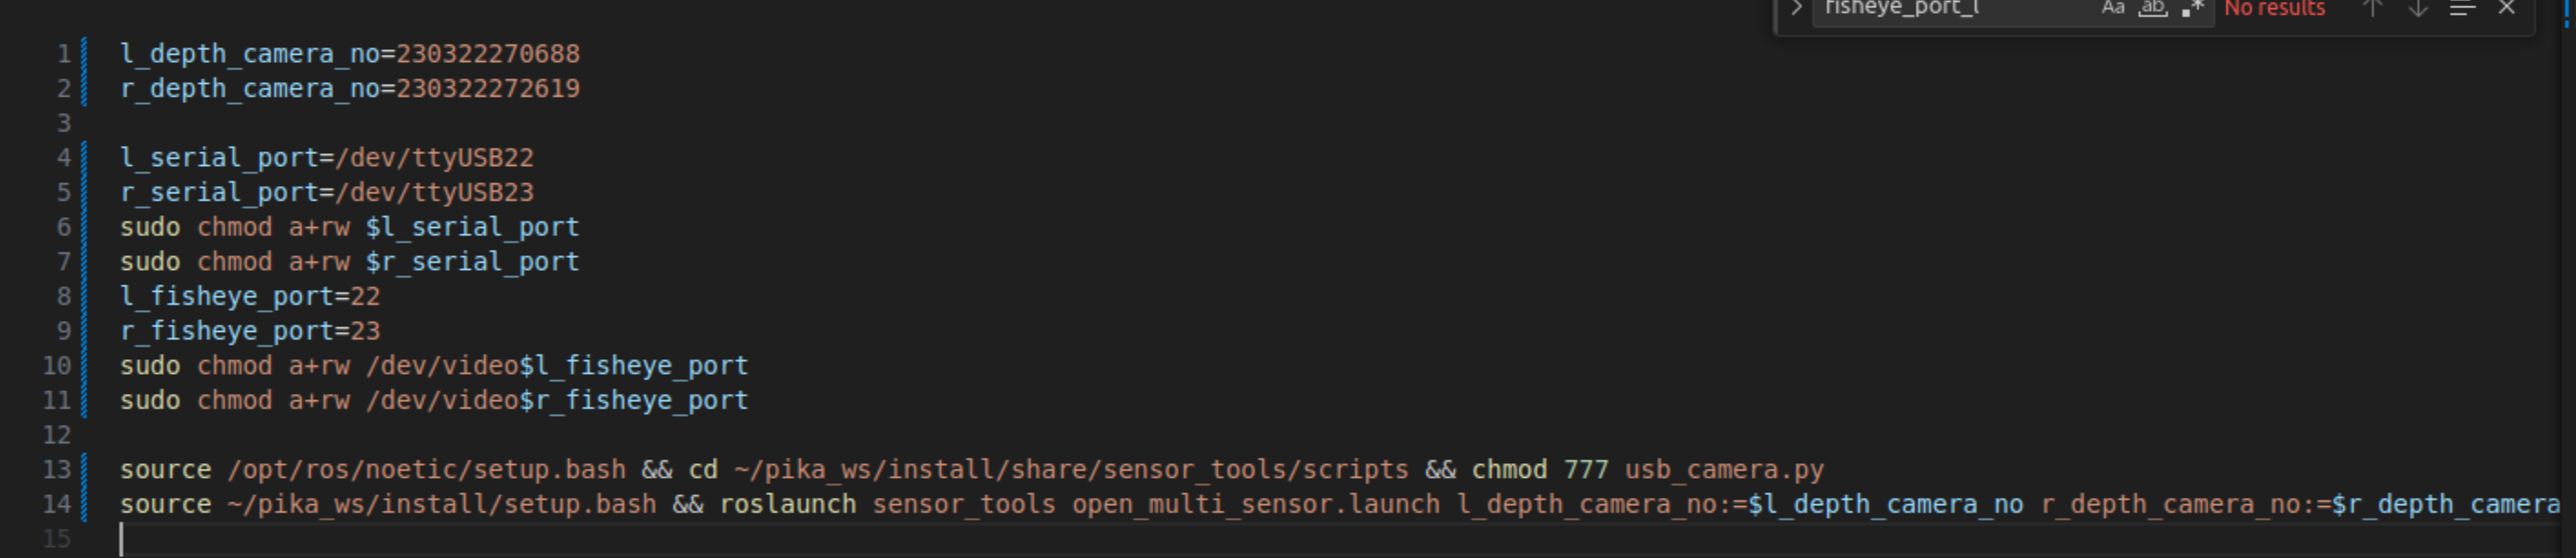 fisheye_port_l Aa ab .* No results
1 l_depth_camera_no=230322270688
2 r_depth_camera_no=230322272619
3
4 l_serial_port=/dev/ttyUSB22
5 r_serial_port=/dev/ttyUSB23
6 sudo chmod a+rw $l_serial_port
7 sudo chmod a+rw $r_serial_port
8 l_fisheye_port=22
9 r_fisheye_port=23
10 sudo chmod a+rw /dev/video$l_fisheye_port
11 sudo chmod a+rw /dev/video$r_fisheye_port
12
13 source /opt/ros/noetic/setup.bash && cd ~/pika_ws/install/share/sensor_tools/scripts && chmod 777 usb_camera.py
14 source ~/pika_ws/install/setup.bash && roslaunch sensor_tools open_multi_sensor.launch l_depth_camera_no:=$l_depth_camera_no r_depth_camera_no:=$r_depth_camera
15